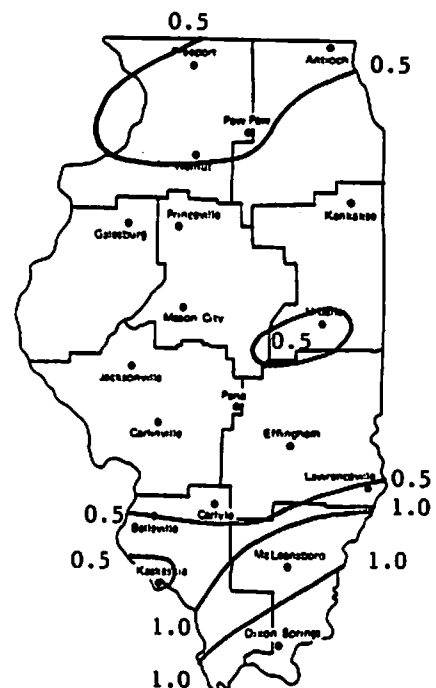 0.5
Freeport
Antioch
0.5
Paw Paw
Walnut
Princeville
Kankakee
Galesburg
Mason City
0.5
Jacksonville
Pana
Carlinville
Effingham
Lawrenceville
0.5
1.0
0.5
Belleville
Carlyle
0.5
Kaskaskia
McLeansboro
1.0
1.0
Dixon Springs
1.0